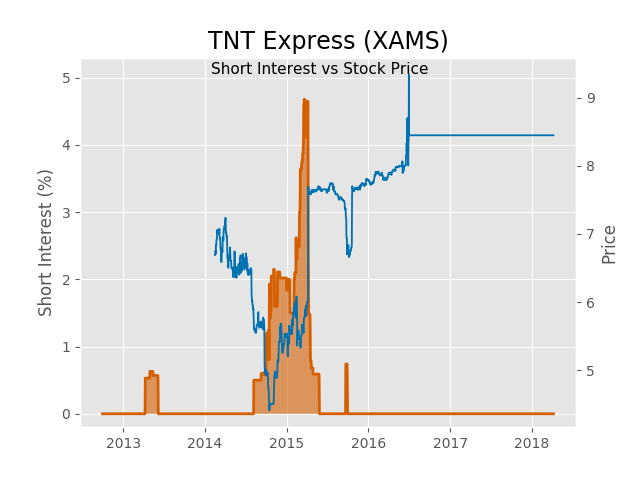 TNT Express (XAMS)
Short Interest vs Stock Price
Short Interest (%)
5
4
3
2
1
0
9
8
7
6
5
Price
2013 2014 2015 2016 2017 2018